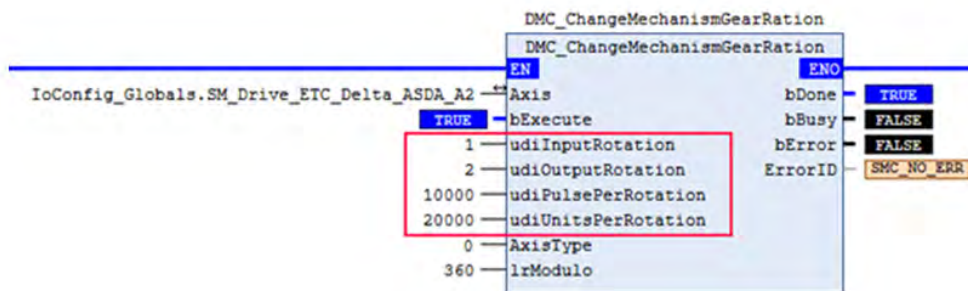 DMC_ChangeMechanismGearRation
DMC_ChangeMechanismGearRation
EN ENO
IoConfig_Globals.SM_Drive_ETC_Delta_ASDA_A2 Axis bDone TRUE
TRUE bExecute bBusy FALSE
1 udiInputRotation bError FALSE
2 udiOutputRotation ErrorID SMC_NO_ERR
10000 udiPulsePerRotation
20000 udiUnitsPerRotation
0 AxisType
360 lrModulo